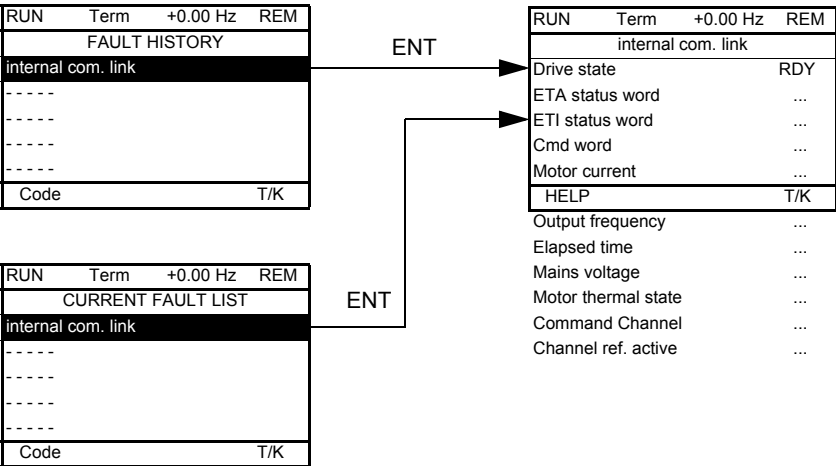 RUN Term +0.00 Hz REM
FAULT HISTORY
internal com. link
- - - - -
- - - - -
- - - - -
- - - - -
Code T/K
ENT
RUN Term +0.00 Hz REM
internal com. link
Drive state RDY
ETA status word ...
ETI status word ...
Cmd word ...
Motor current ...
HELP T/K
Output frequency ...
Elapsed time ...
Mains voltage ...
Motor thermal state ...
Command Channel ...
Channel ref. active ...
RUN Term +0.00 Hz REM
CURRENT FAULT LIST
internal com. link
- - - - -
- - - - -
- - - - -
- - - - -
Code T/K
ENT